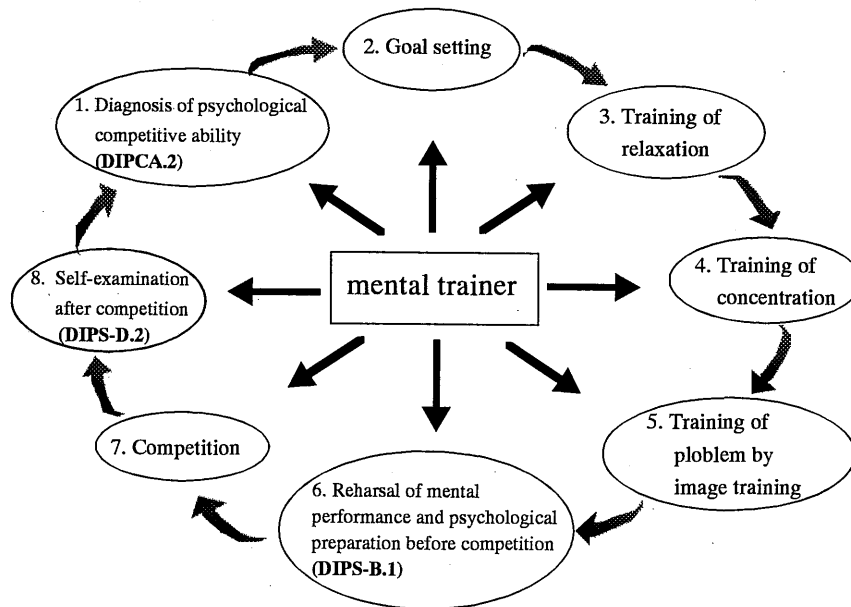 2. Goal setting
1. Diagnosis of psychological
competitive ability
(DIPCA.2)
3. Training of
relaxation
8. Self-examination
after competition
(DIPS-D.2)
mental trainer
4. Training of
concentration
7. Competition
5. Training of
ploblem by
image training
6. Reharsal of mental
performance and psychological
preparation before competition
(DIPS-B.1)